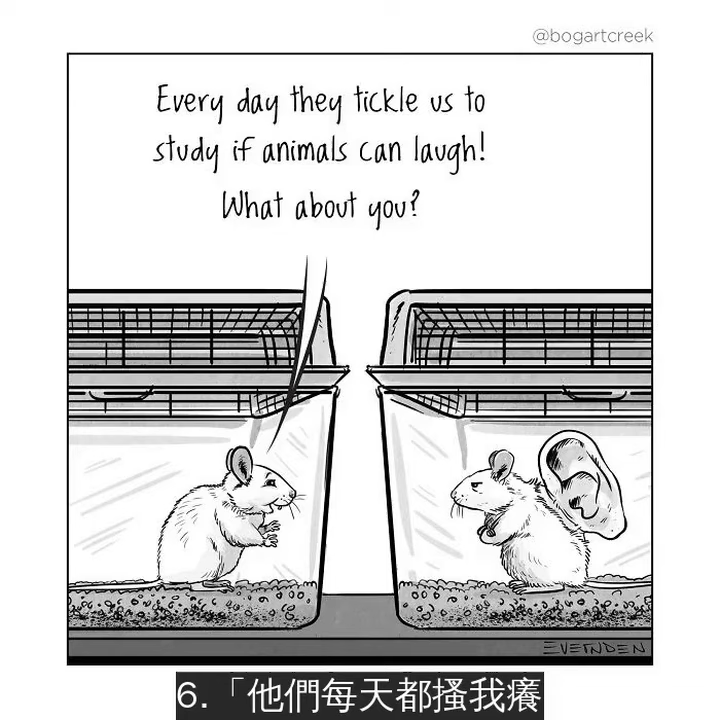 @bogartcreek
Every day they tickle us to
study if animals can laugh!
What about you?
EVERNDEN
6.「他們每天都搔我癢